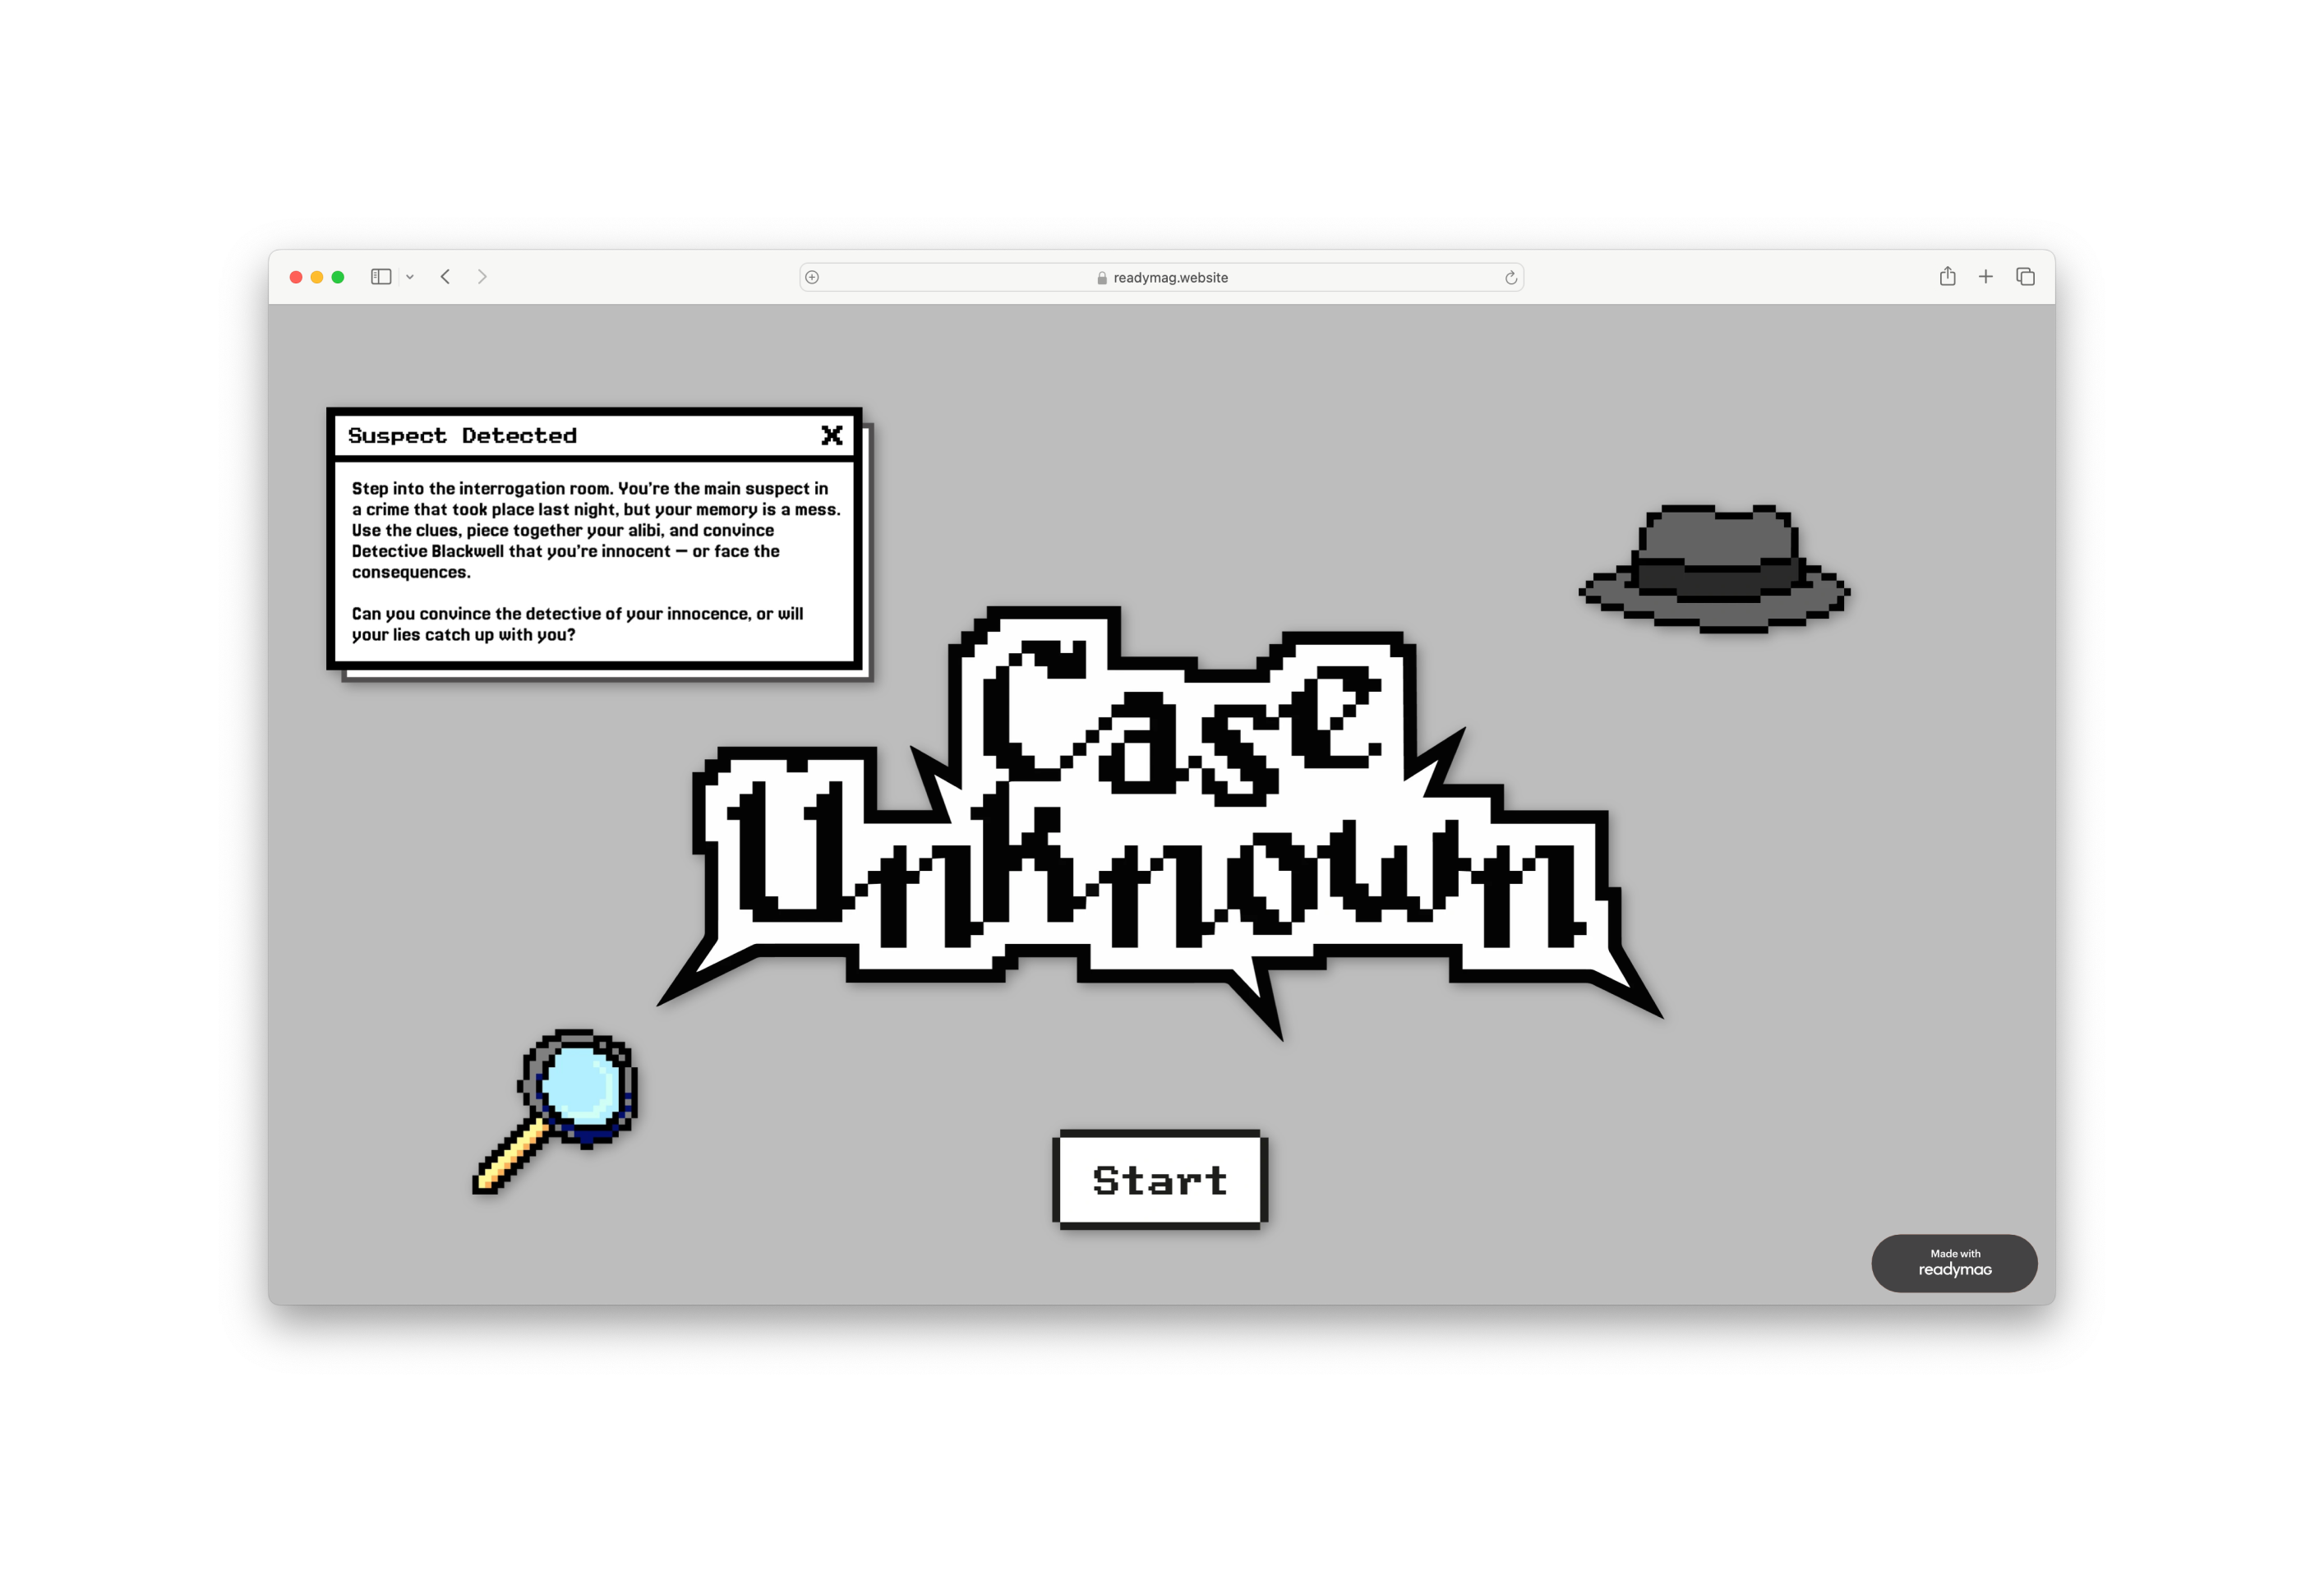 readymag.website
Suspect Detected
Step into the interrogation room. You're the main suspect in
a crime that took place last night, but your memory is a mess.
Use the clues, piece together your alibi, and convince
Detective Blackwell that you're innocent — or face the
consequences.
Can you convince the detective of your innocence, or will
your lies catch up with you?
Case
Unknown
Start
Made with
readymag